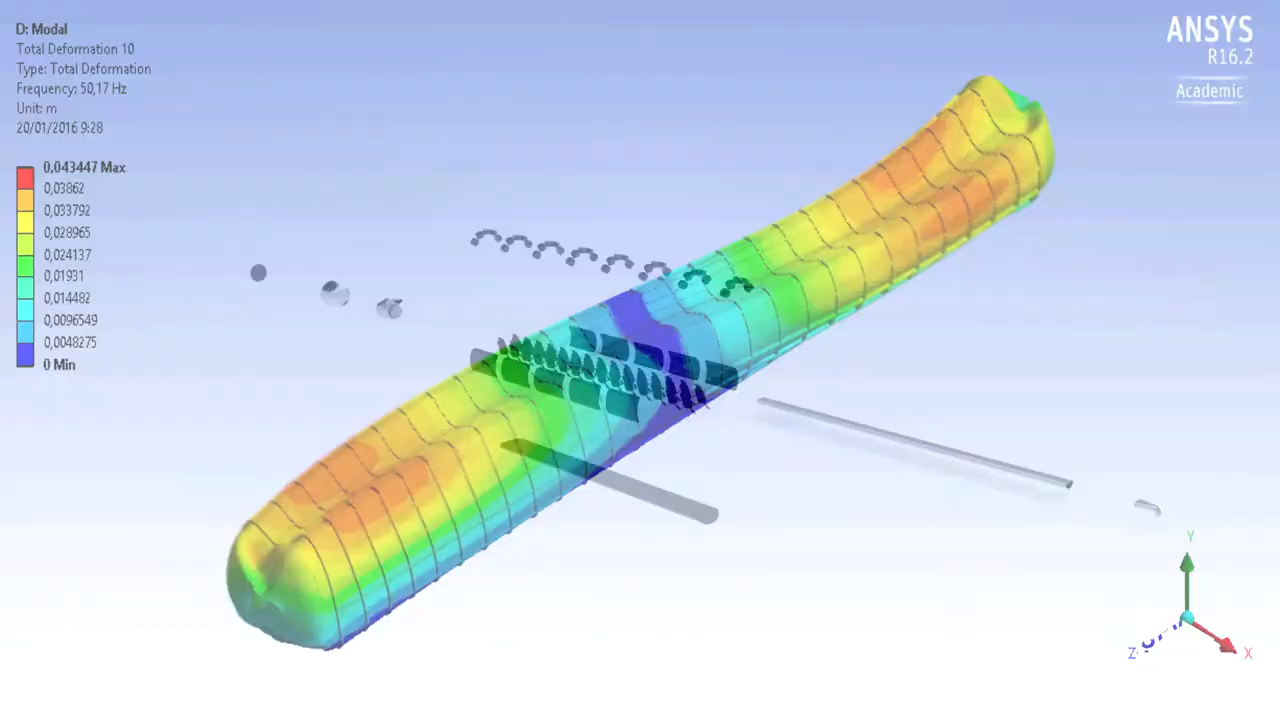 D: Modal
Total Deformation 10
Type: Total Deformation
Frequency: 50,17 Hz
Unit: m
20/01/2016 9:28
0,043447 Max
0,03862
0,033792
0,028965
0,024137
0,01931
0,014482
0,0096549
0,0048275
0 Min
ANSYS
R16.2
Academic
Y
Z
X